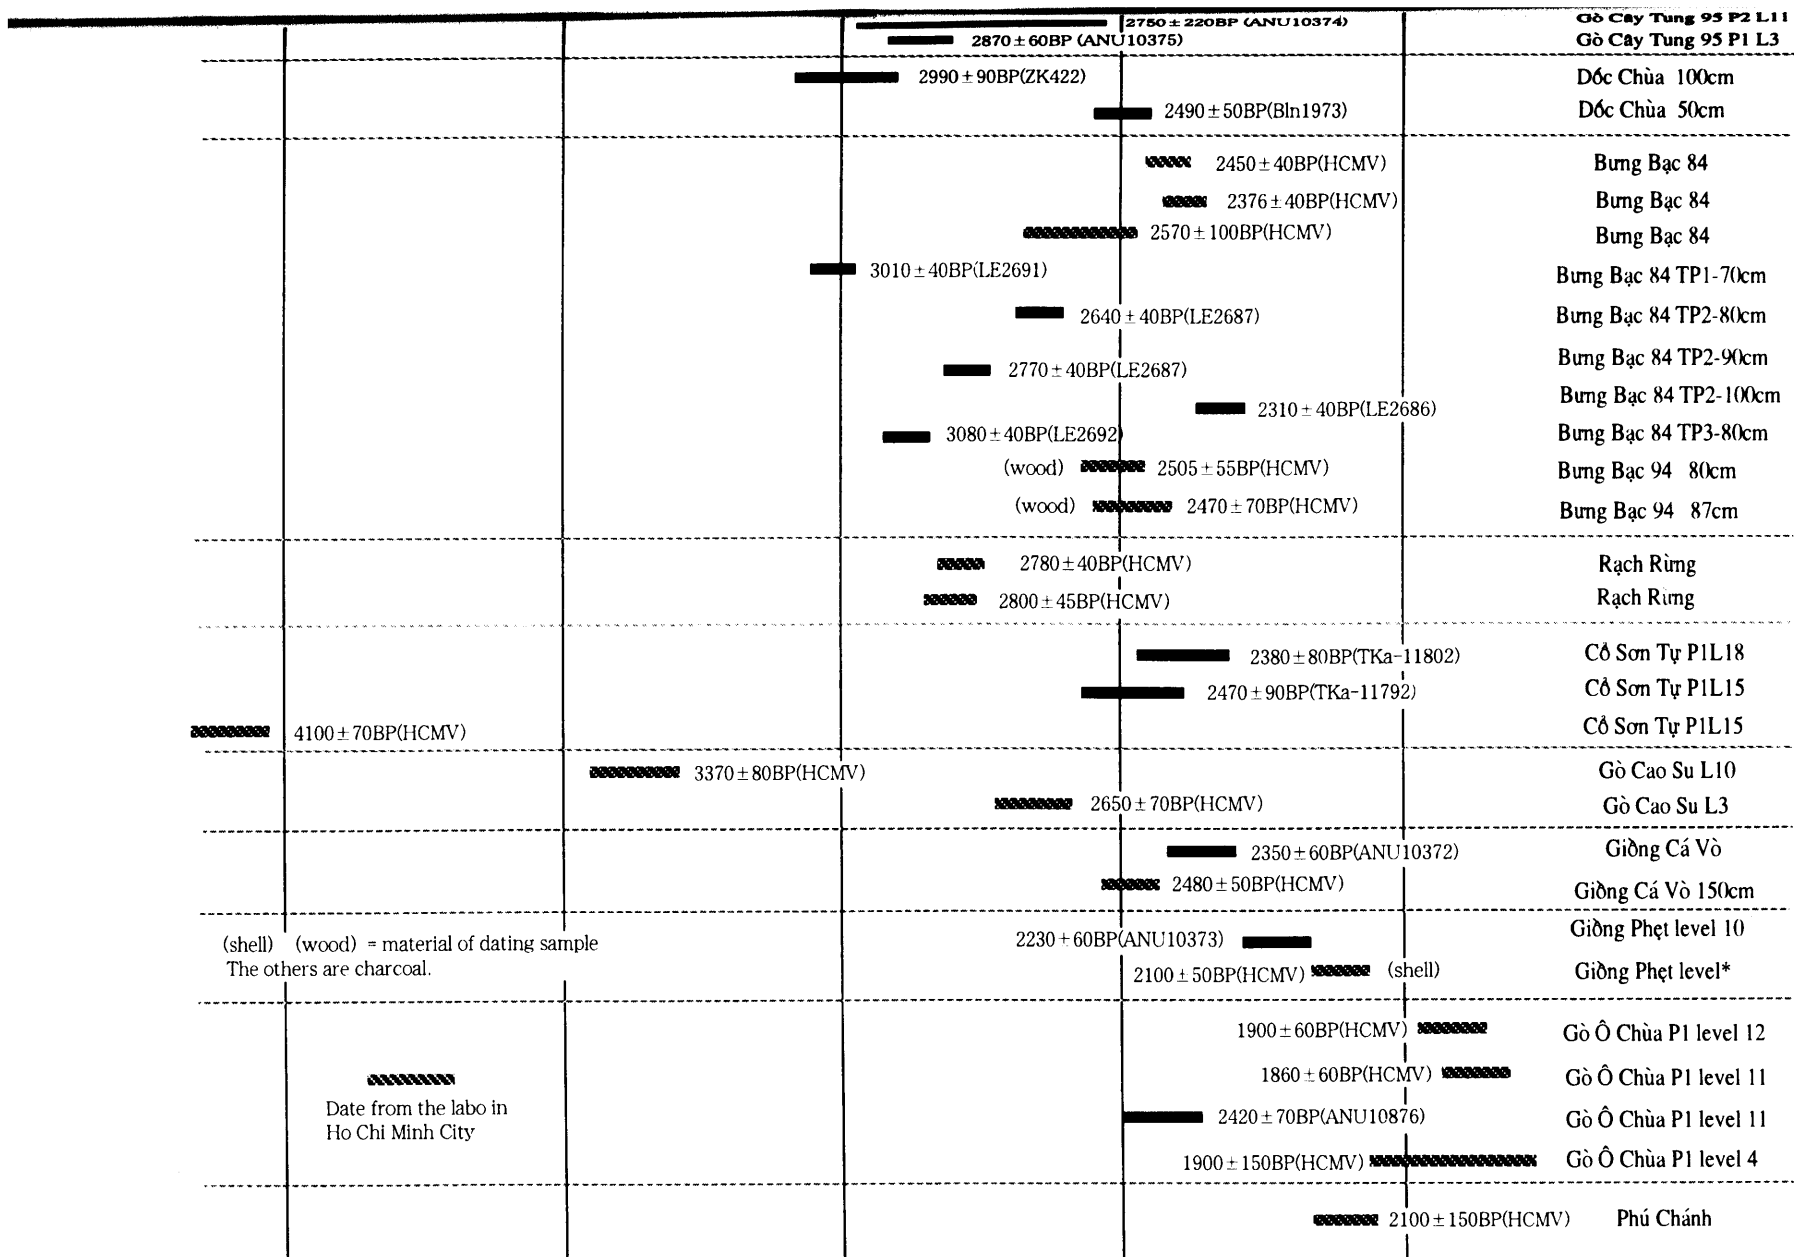 2750±220BP (ANU10374) Gò Cây Tung 95 P2 L11
2870±60BP (ANU10375) Gò Cây Tung 95 P1 L3
2990±90BP(ZK422) Dốc Chùa 100cm
2490±50BP(Bln1973) Dốc Chùa 50cm
2450±40BP(HCMV) Bưng Bạc 84
2376±40BP(HCMV) Bưng Bạc 84
2570±100BP(HCMV) Bưng Bạc 84
3010±40BP(LE2691) Bưng Bạc 84 TP1-70cm
2640±40BP(LE2687) Bưng Bạc 84 TP2-80cm
2770±40BP(LE2687) Bưng Bạc 84 TP2-90cm
2310±40BP(LE2686) Bưng Bạc 84 TP2-100cm
3080±40BP(LE2692) Bưng Bạc 84 TP3-80cm
(wood) 2505±55BP(HCMV) Bưng Bạc 94 80cm
(wood) 2470±70BP(HCMV) Bưng Bạc 94 87cm
2780±40BP(HCMV) Rạch Rừng
2800±45BP(HCMV) Rạch Rừng
2380±80BP(TKa-11802) Cổ Sơn Tự P1L18
2470±90BP(TKa-11792) Cổ Sơn Tự P1L15
4100±70BP(HCMV) Cổ Sơn Tự P1L15
3370±80BP(HCMV) Gò Cao Su L10
2650±70BP(HCMV) Gò Cao Su L3
2350±60BP(ANU10372) Giồng Cá Vồ
2480±50BP(HCMV) Giồng Cá Vồ 150cm
2230±60BP(ANU10373) Giồng Phẹt level 10
(shell) (wood) = material of dating sample
The others are charcoal.
2100±50BP(HCMV) (shell) Giồng Phẹt level*
1900±60BP(HCMV) Gò Ô Chùa P1 level 12
1860±60BP(HCMV) Gò Ô Chùa P1 level 11
Date from the labo in
Ho Chi Minh City
2420±70BP(ANU10876) Gò Ô Chùa P1 level 11
1900±150BP(HCMV) Gò Ô Chùa P1 level 4
2100±150BP(HCMV) Phú Chánh